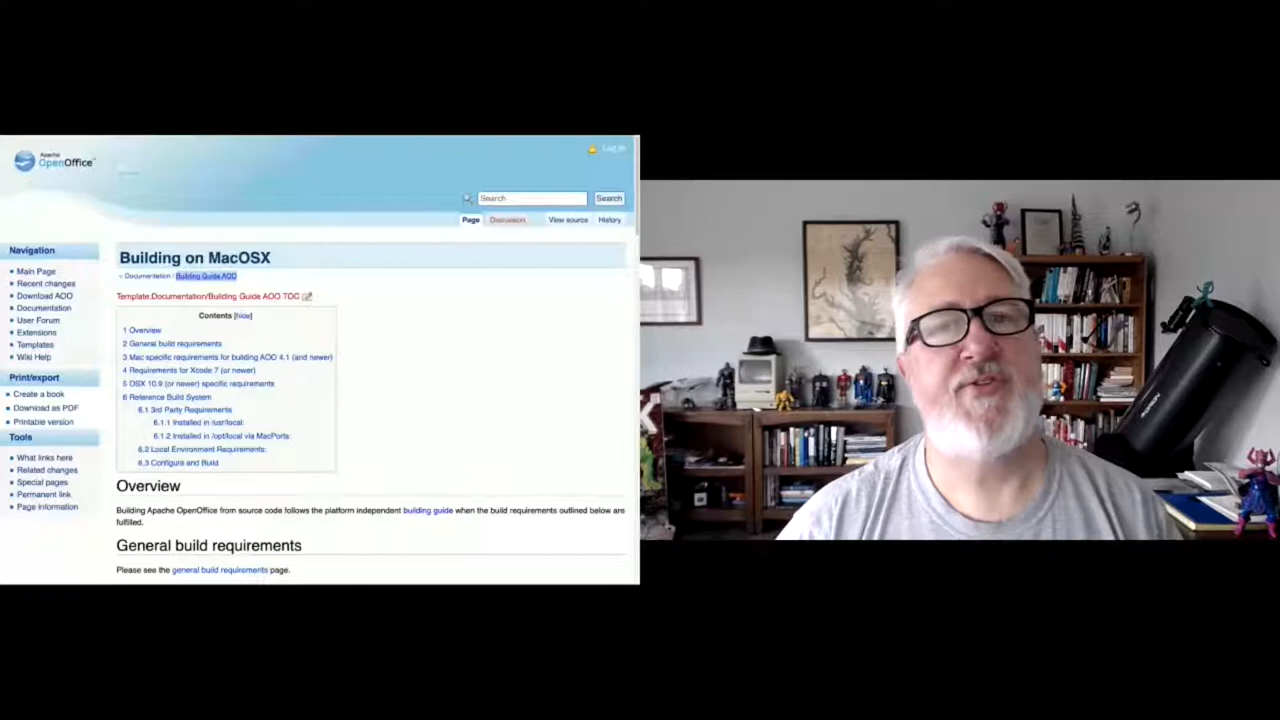 Apache
OpenOffice
Log in
Search
Search
Page
Discussion
View source
History
Navigation
Main Page
Recent changes
Download AOO
Documentation
User Forum
Extensions
Templates
Wiki Help
Print/export
Create a book
Download as PDF
Printable version
Tools
What links here
Related changes
Special pages
Permanent link
Page information
Building on MacOSX
< Documentation | Building Guide AOO
Template:Documentation/Building Guide AOO TOC
Contents [hide]
1 Overview
2 General build requirements
3 Mac specific requirements for building AOO 4.1 (and newer)
4 Requirements for Xcode 7 (or newer)
5 OSX 10.9 (or newer) specific requirements
6 Reference Build System
6.1 3rd Party Requirements
6.1.1 Installed in /usr/local:
6.1.2 Installed in /opt/local via MacPorts:
6.2 Local Environment Requirements:
6.3 Configure and Build
Overview
Building Apache OpenOffice from source code follows the platform independent building guide when the build requirements outlined below are
fulfilled.
General build requirements
Please see the general build requirements page.
ORION